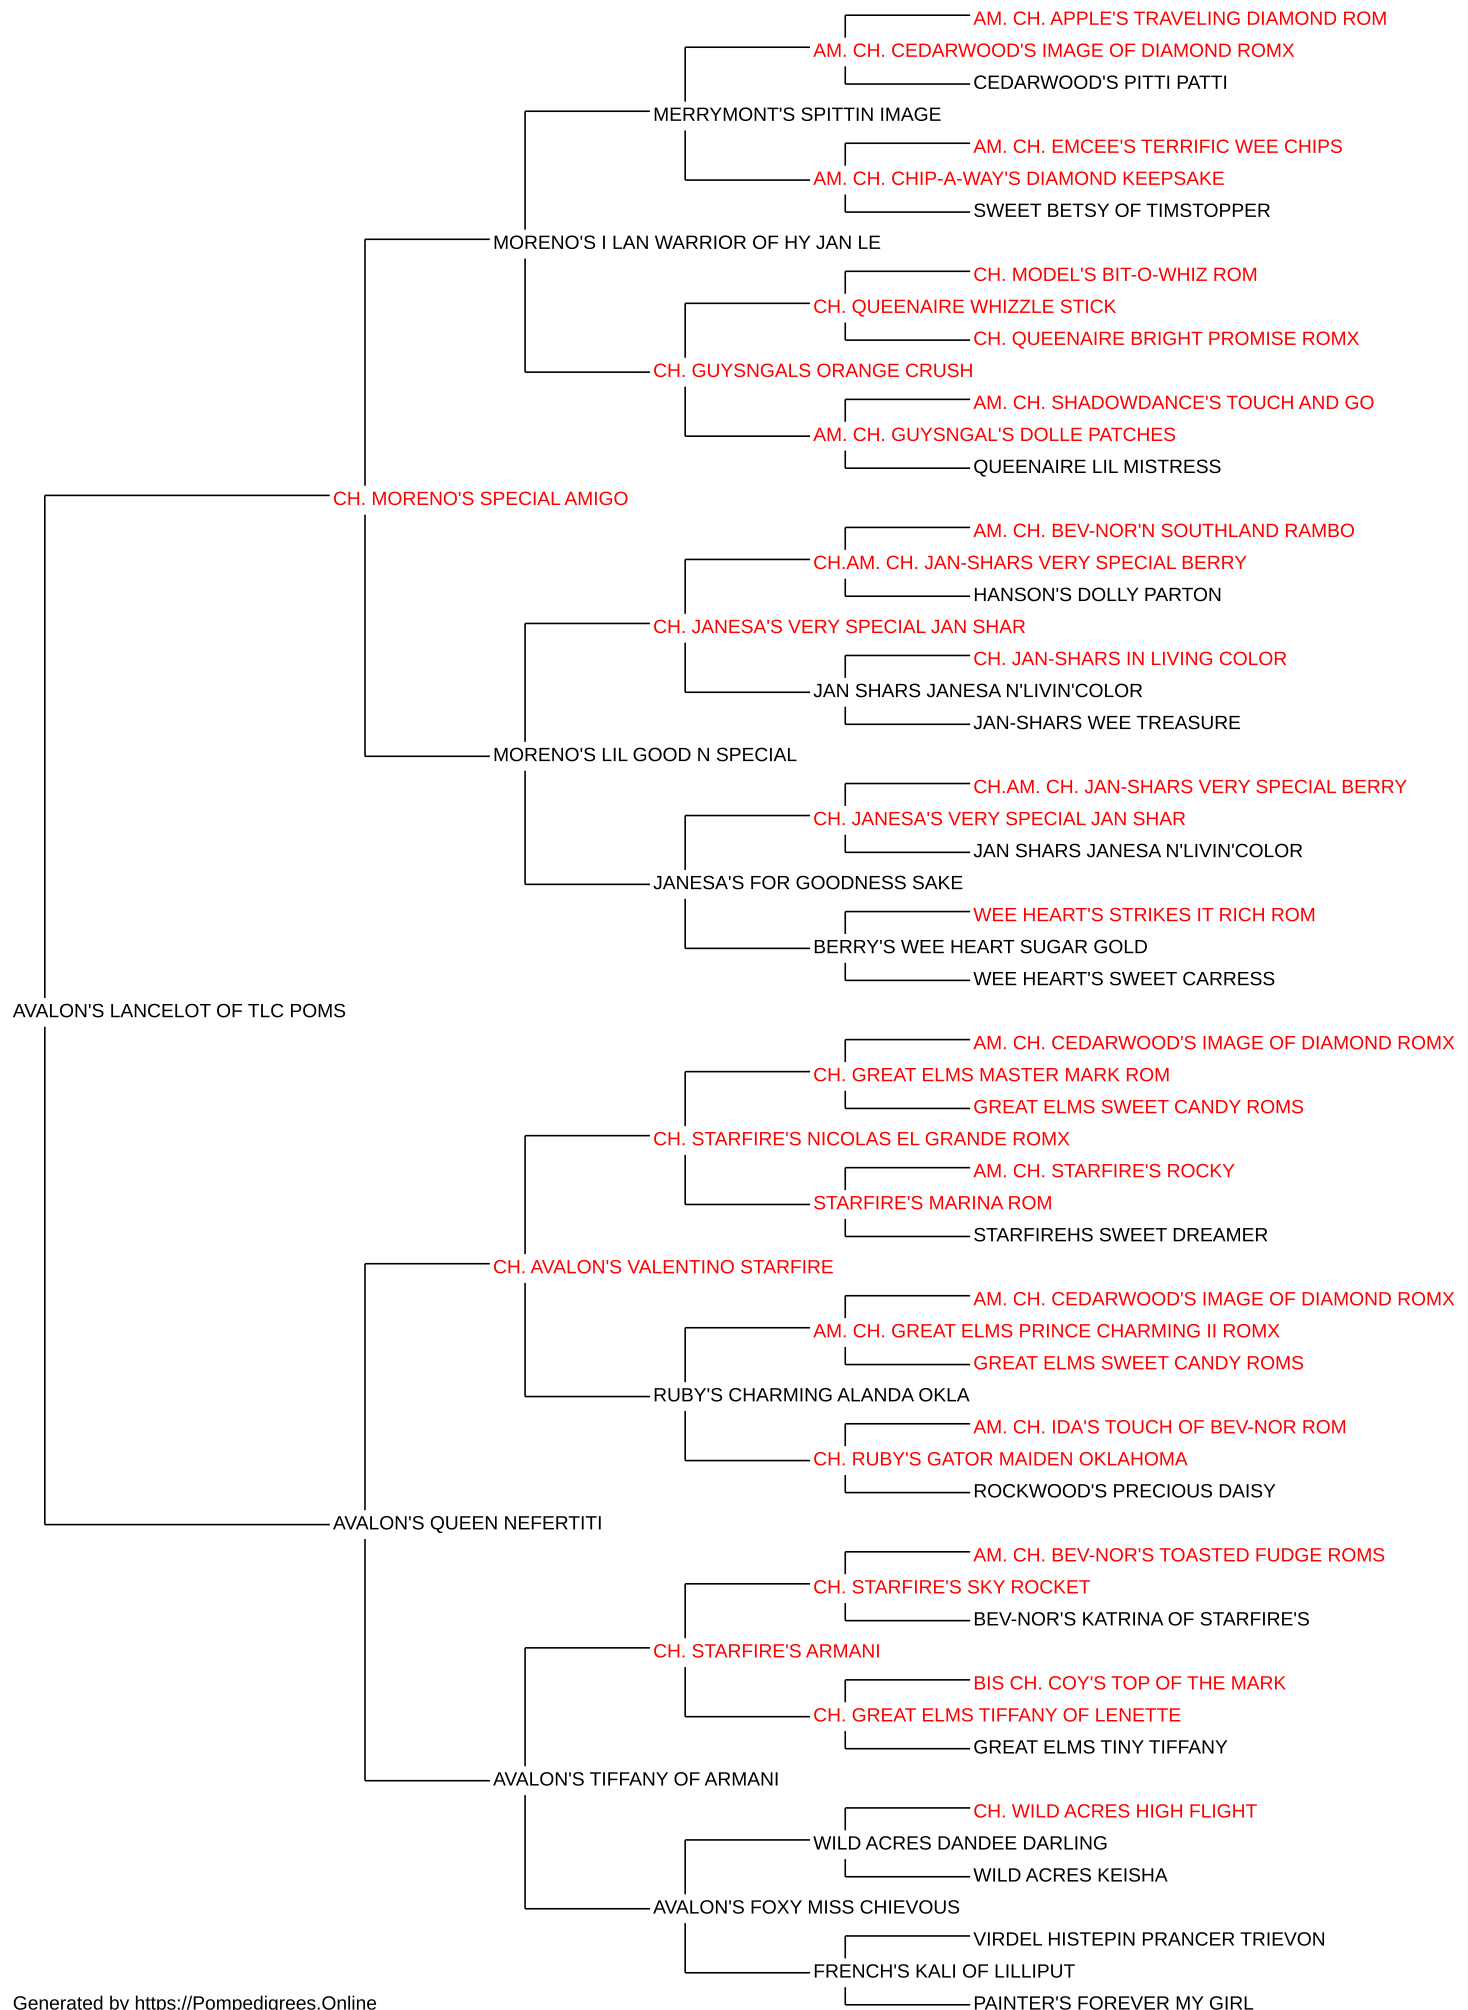 AM. CH. APPLE'S TRAVELING DIAMOND ROM
AM. CH. CEDARWOOD'S IMAGE OF DIAMOND ROMX
CEDARWOOD'S PITTI PATTI
MERRYMONT'S SPITTIN IMAGE
AM. CH. EMCEE'S TERRIFIC WEE CHIPS
AM. CH. CHIP-A-WAY'S DIAMOND KEEPSAKE
SWEET BETSY OF TIMSTOPPER
MORENO'S I LAN WARRIOR OF HY JAN LE
CH. MODEL'S BIT-O-WHIZ ROM
CH. QUEENAIRE WHIZZLE STICK
CH. QUEENAIRE BRIGHT PROMISE ROMX
CH. GUYSNGALS ORANGE CRUSH
AM. CH. SHADOWDANCE'S TOUCH AND GO
AM. CH. GUYSNGAL'S DOLLE PATCHES
QUEENAIRE LIL MISTRESS
CH. MORENO'S SPECIAL AMIGO
AM. CH. BEV-NOR'N SOUTHLAND RAMBO
CH.AM. CH. JAN-SHARS VERY SPECIAL BERRY
HANSON'S DOLLY PARTON
CH. JANESA'S VERY SPECIAL JAN SHAR
CH. JAN-SHARS IN LIVING COLOR
JAN SHARS JANESA N'LIVIN'COLOR
JAN-SHARS WEE TREASURE
MORENO'S LIL GOOD N SPECIAL
CH.AM. CH. JAN-SHARS VERY SPECIAL BERRY
CH. JANESA'S VERY SPECIAL JAN SHAR
JAN SHARS JANESA N'LIVIN'COLOR
JANESA'S FOR GOODNESS SAKE
WEE HEART'S STRIKES IT RICH ROM
BERRY'S WEE HEART SUGAR GOLD
WEE HEART'S SWEET CARRESS
AVALON'S LANCELOT OF TLC POMS
AM. CH. CEDARWOOD'S IMAGE OF DIAMOND ROMX
CH. GREAT ELMS MASTER MARK ROM
GREAT ELMS SWEET CANDY ROMS
CH. STARFIRE'S NICOLAS EL GRANDE ROMX
AM. CH. STARFIRE'S ROCKY
STARFIRE'S MARINA ROM
STARFIREHS SWEET DREAMER
CH. AVALON'S VALENTINO STARFIRE
AM. CH. CEDARWOOD'S IMAGE OF DIAMOND ROMX
AM. CH. GREAT ELMS PRINCE CHARMING II ROMX
GREAT ELMS SWEET CANDY ROMS
RUBY'S CHARMING ALANDA OKLA
AM. CH. IDA'S TOUCH OF BEV-NOR ROM
CH. RUBY'S GATOR MAIDEN OKLAHOMA
ROCKWOOD'S PRECIOUS DAISY
AVALON'S QUEEN NEFERTITI
AM. CH. BEV-NOR'S TOASTED FUDGE ROMS
CH. STARFIRE'S SKY ROCKET
BEV-NOR'S KATRINA OF STARFIRE'S
CH. STARFIRE'S ARMANI
BIS CH. COY'S TOP OF THE MARK
CH. GREAT ELMS TIFFANY OF LENETTE
GREAT ELMS TINY TIFFANY
AVALON'S TIFFANY OF ARMANI
CH. WILD ACRES HIGH FLIGHT
WILD ACRES DANDEE DARLING
WILD ACRES KEISHA
AVALON'S FOXY MISS CHIEVOUS
VIRDEL HISTEPIN PRANCER TRIEVON
FRENCH'S KALI OF LILLIPUT
PAINTER'S FOREVER MY GIRL
Generated by https://Pompedigrees.Online